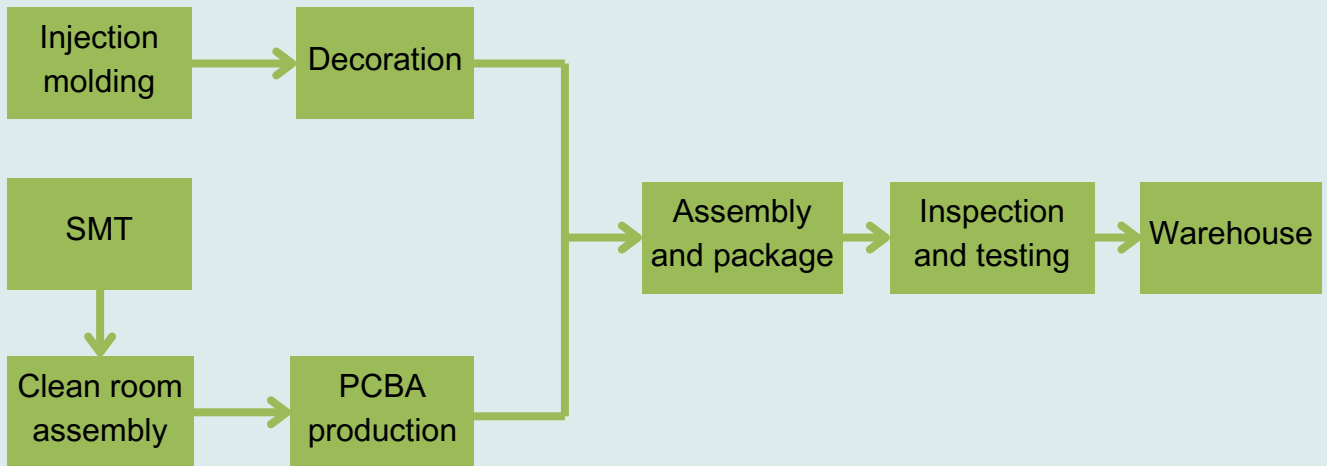 Injection
molding
Decoration
SMT
Assembly
and package
Inspection
and testing
Warehouse
Clean room
assembly
PCBA
production